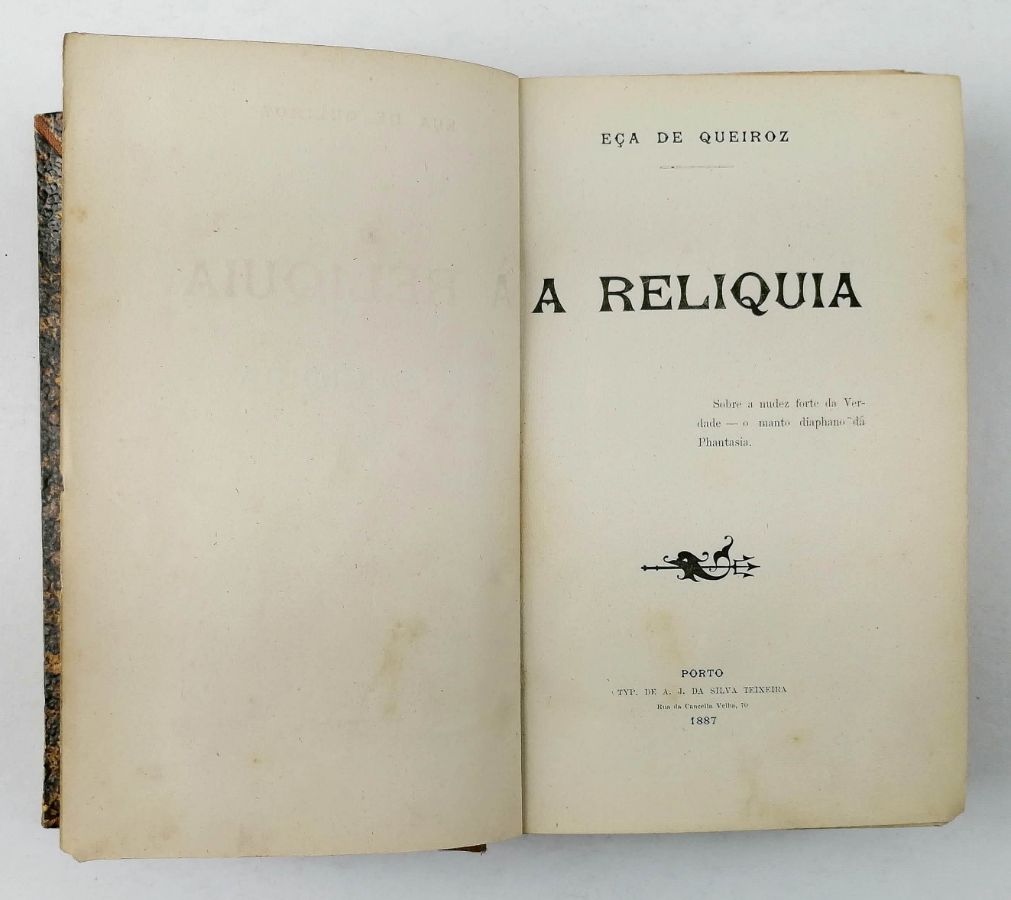 EÇA DE QUEIROZ
A RELIQUIA
Sobre a nudez forte da Ver-
dade — o manto diaphano da
Phantasia.
PORTO
TYP. DE A. J. DA SILVA TEIXEIRA
Rua da Cancella Velha, 70
1887